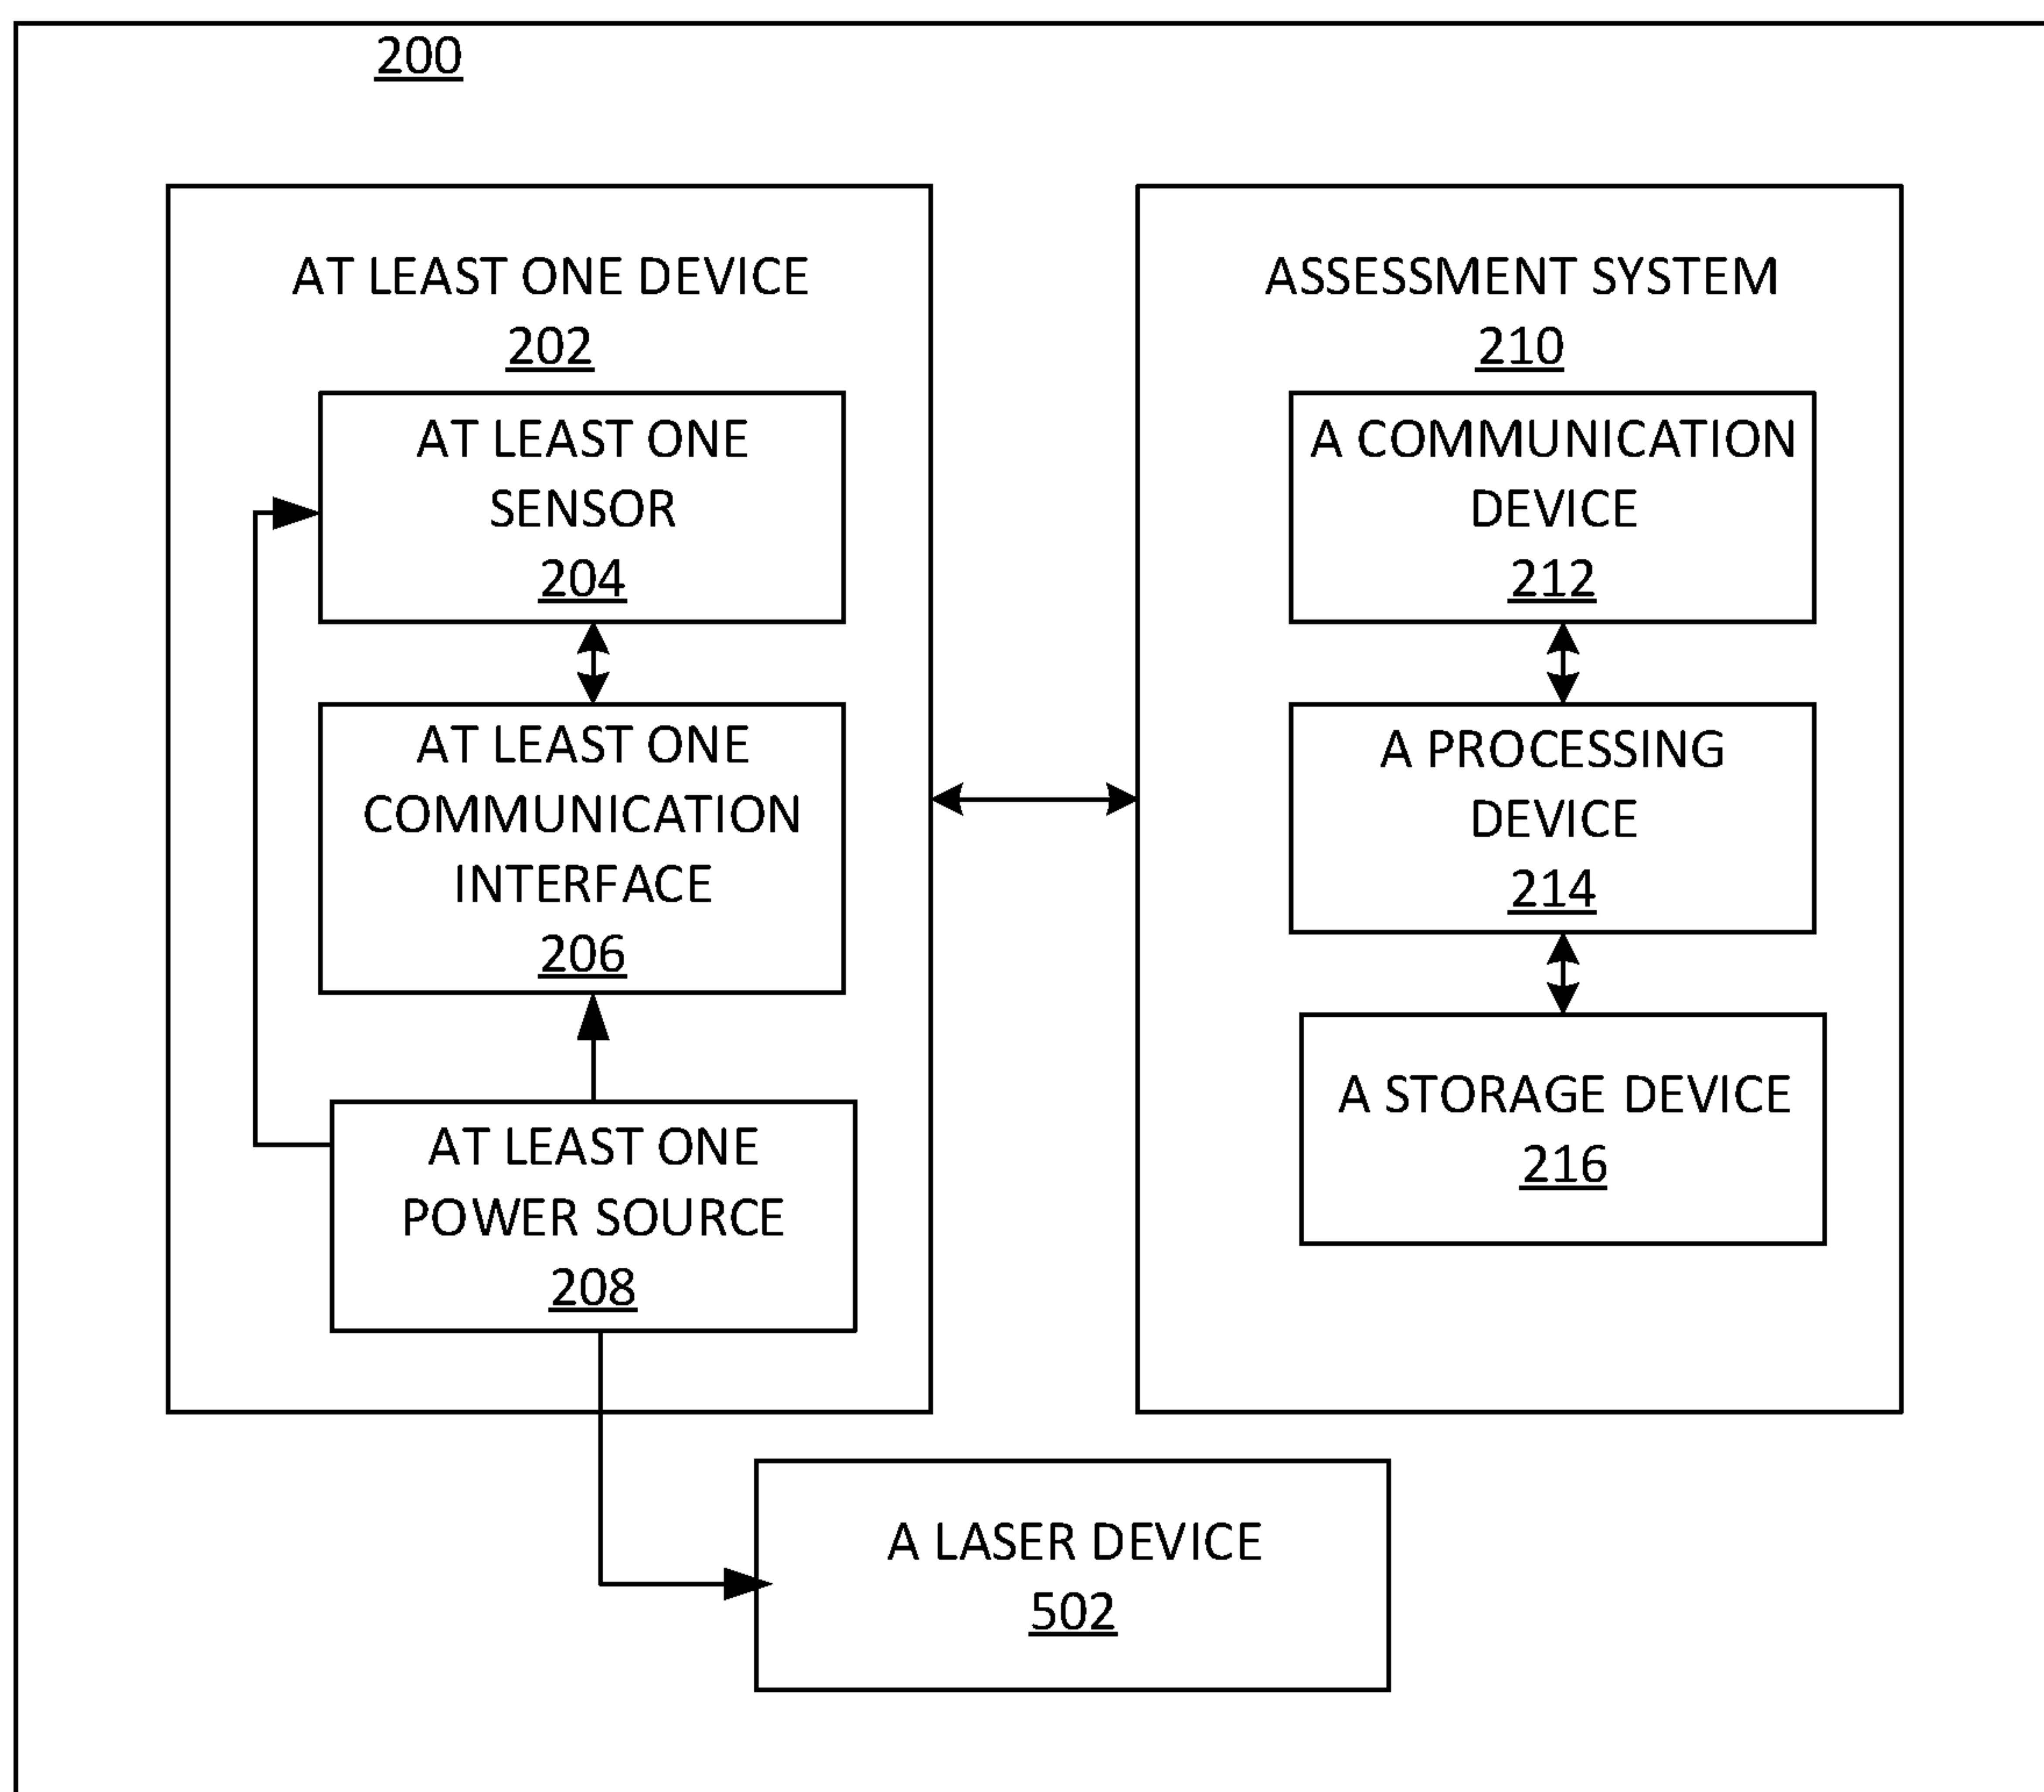 200
AT LEAST ONE DEVICE
202
AT LEAST ONE
SENSOR
204
AT LEAST ONE
COMMUNICATION
INTERFACE
206
AT LEAST ONE
POWER SOURCE
208
ASSESSMENT SYSTEM
210
A COMMUNICATION
DEVICE
212
A PROCESSING
DEVICE
214
A STORAGE DEVICE
216
A LASER DEVICE
502